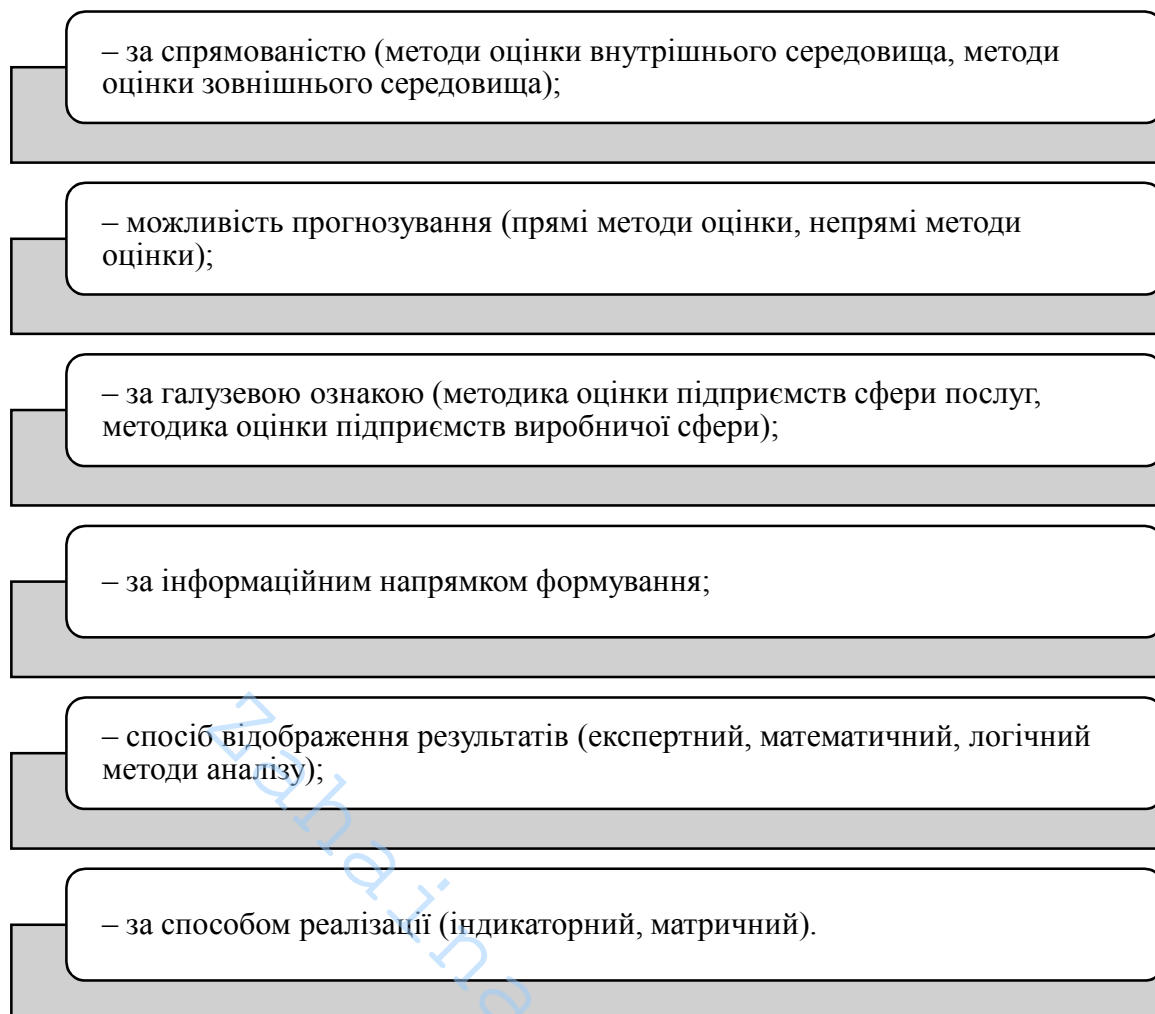 – за спрямованістю (методи оцінки внутрішнього середовища, методи
оцінки зовнішнього середовища);
– можливість прогнозування (прямі методи оцінки, непрямі методи
оцінки);
– за галузевою ознакою (методика оцінки підприємств сфери послуг,
методика оцінки підприємств виробничої сфери);
– за інформаційним напрямком формування;
– спосіб відображення результатів (експертний, математичний, логічний
методи аналізу);
– за способом реалізації (індикаторний, матричний).
zahaina